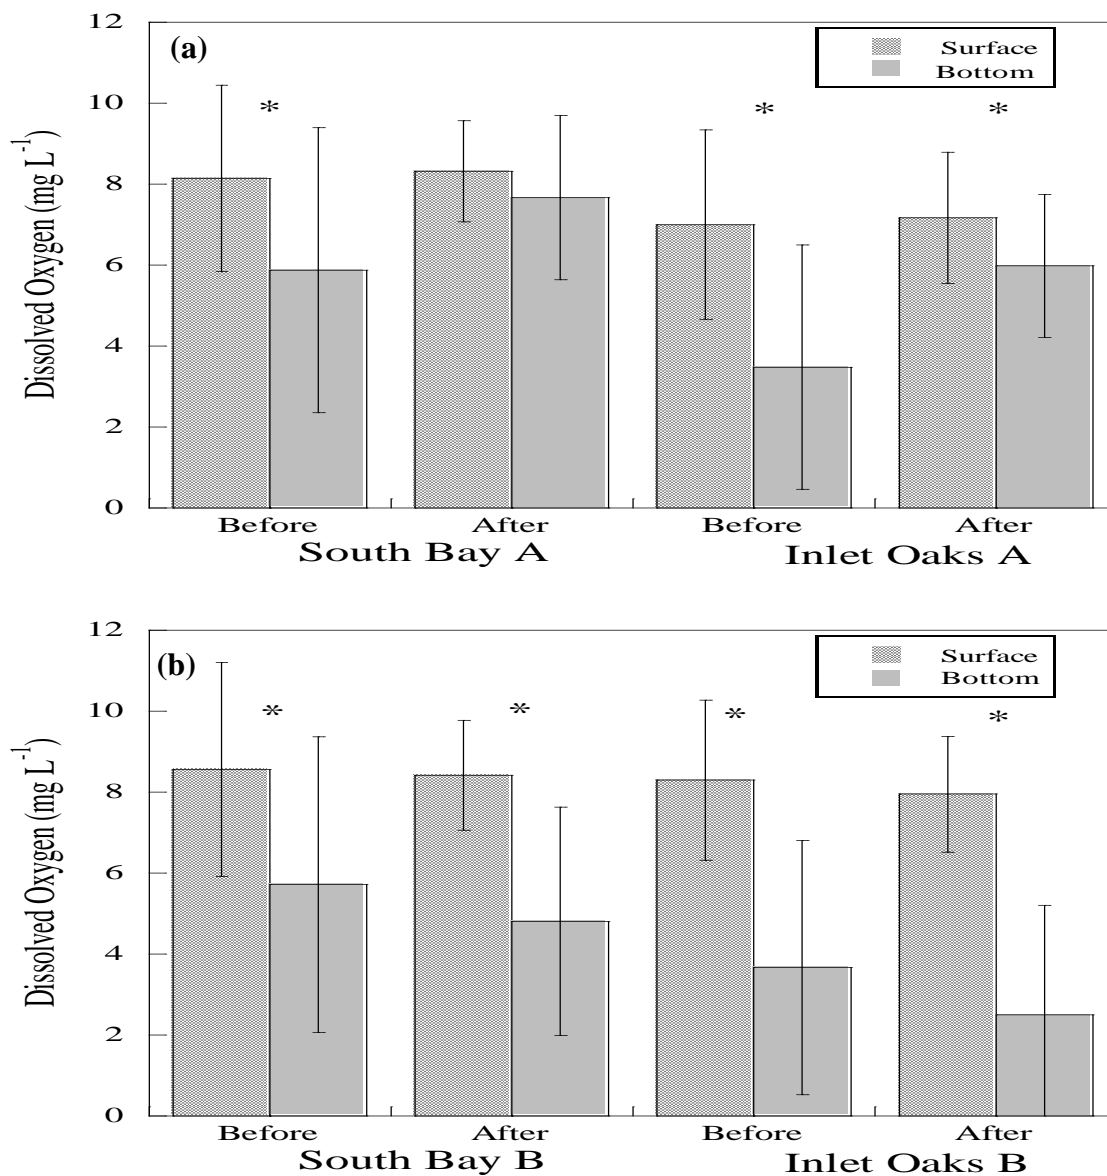 12
(a)
Surface
Bottom
10
*
*
*
8
6
4
2
0
Dissolved Oxygen (mg L-1)
Before
After
Before
After
South Bay A
Inlet Oaks A
12
(b)
Surface
Bottom
10
*
*
*
*
8
6
4
2
0
Dissolved Oxygen (mg L-1)
Before
After
Before
After
South Bay B
Inlet Oaks B